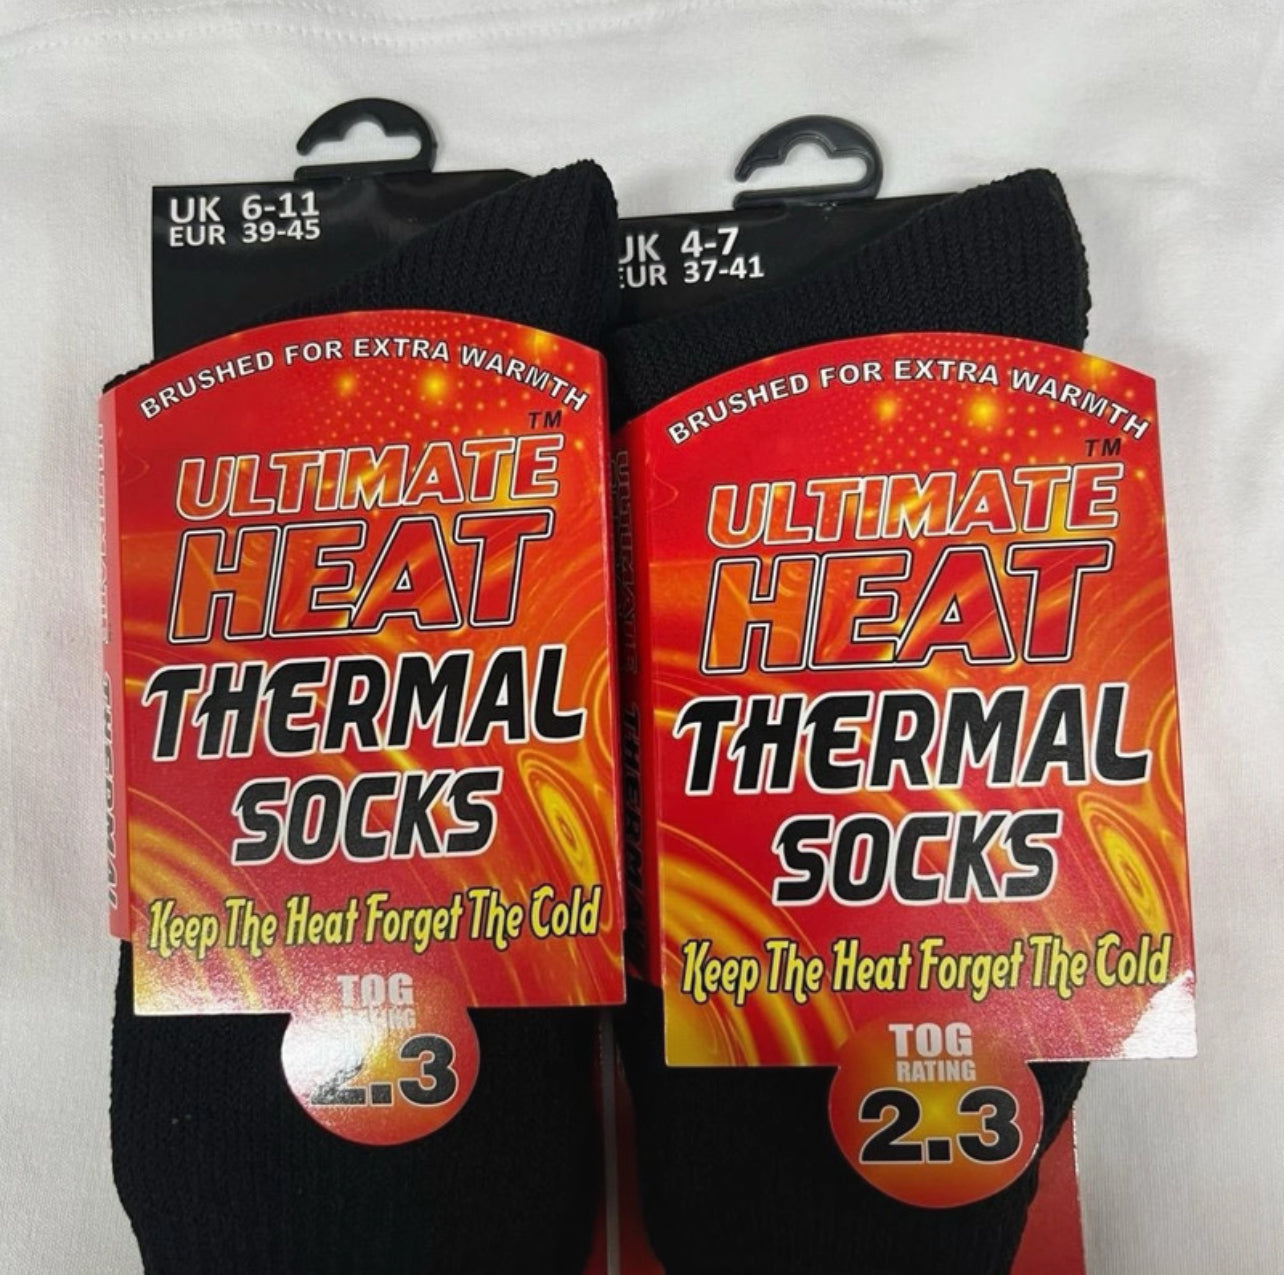 UK 6-11
EUR 39-45
BRUSHED FOR EXTRA WARMTH
TM
ULTIMATE
HEAT
THERMAL
SOCKS
Keep The Heat Forget The Cold
TOG
RATING
2.3
UK 4-7
EUR 37-41
BRUSHED FOR EXTRA WARMTH
TM
ULTIMATE
HEAT
THERMAL
SOCKS
Keep The Heat Forget The Cold
TOG
RATING
2.3